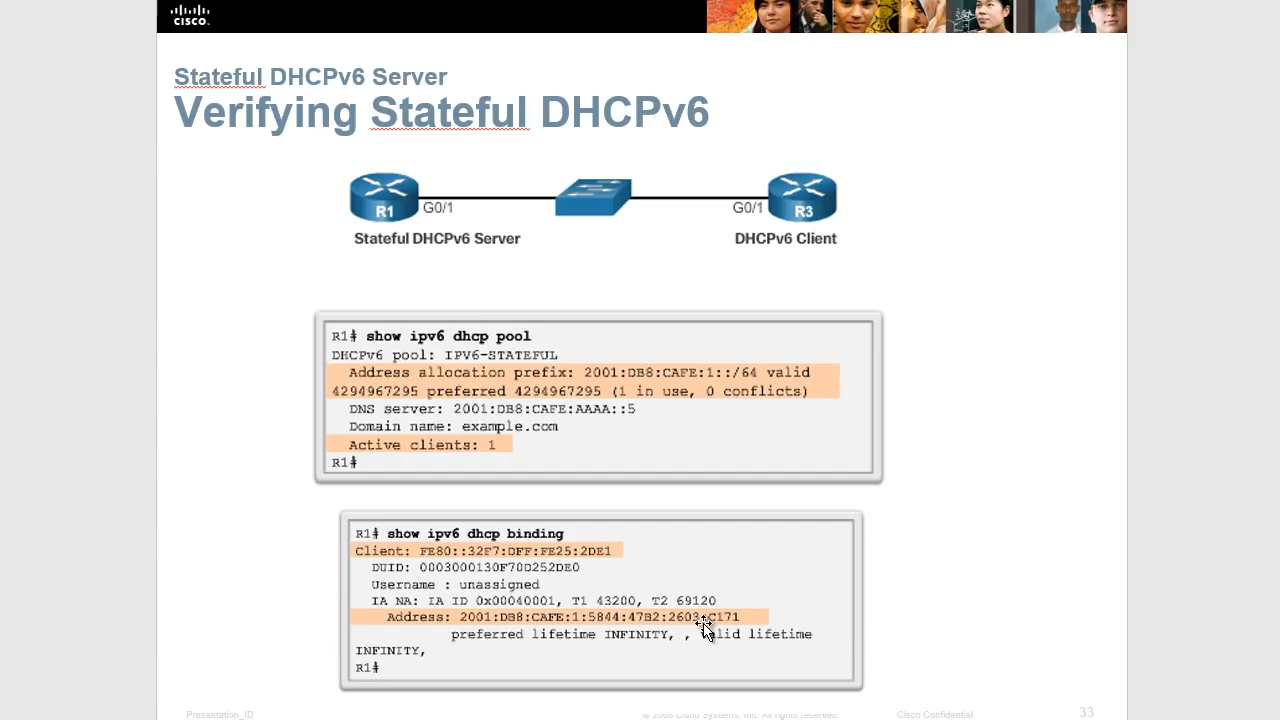 CISCO.
Stateful DHCPv6 Server
Verifying Stateful DHCPv6
R1 G0/1 G0/1 R3
Stateful DHCPv6 Server DHCPv6 Client
R1# show ipv6 dhcp pool
DHCPv6 pool: IPV6-STATEFUL
Address allocation prefix: 2001:DB8:CAFE:1::/64 valid
4294967295 preferred 4294967295 (1 in use, 0 conflicts)
DNS server: 2001:DB8:CAFE:AAAA::5
Domain name: example.com
Active clients: 1
R1#
R1# show ipv6 dhcp binding
Client: FE80::32F7:DFF:FE25:2DE1
DUID: 0003000130F70D252DE0
Username : unassigned
IA NA: IA ID 0x00040001, T1 43200, T2 69120
Address: 2001:DB8:CAFE:1:5844:47B2:2603:C171
preferred lifetime INFINITY, , valid lifetime
INFINITY,
R1#
Presentation_ID © 2008 Cisco Systems, Inc. All rights reserved. Cisco Confidential 33